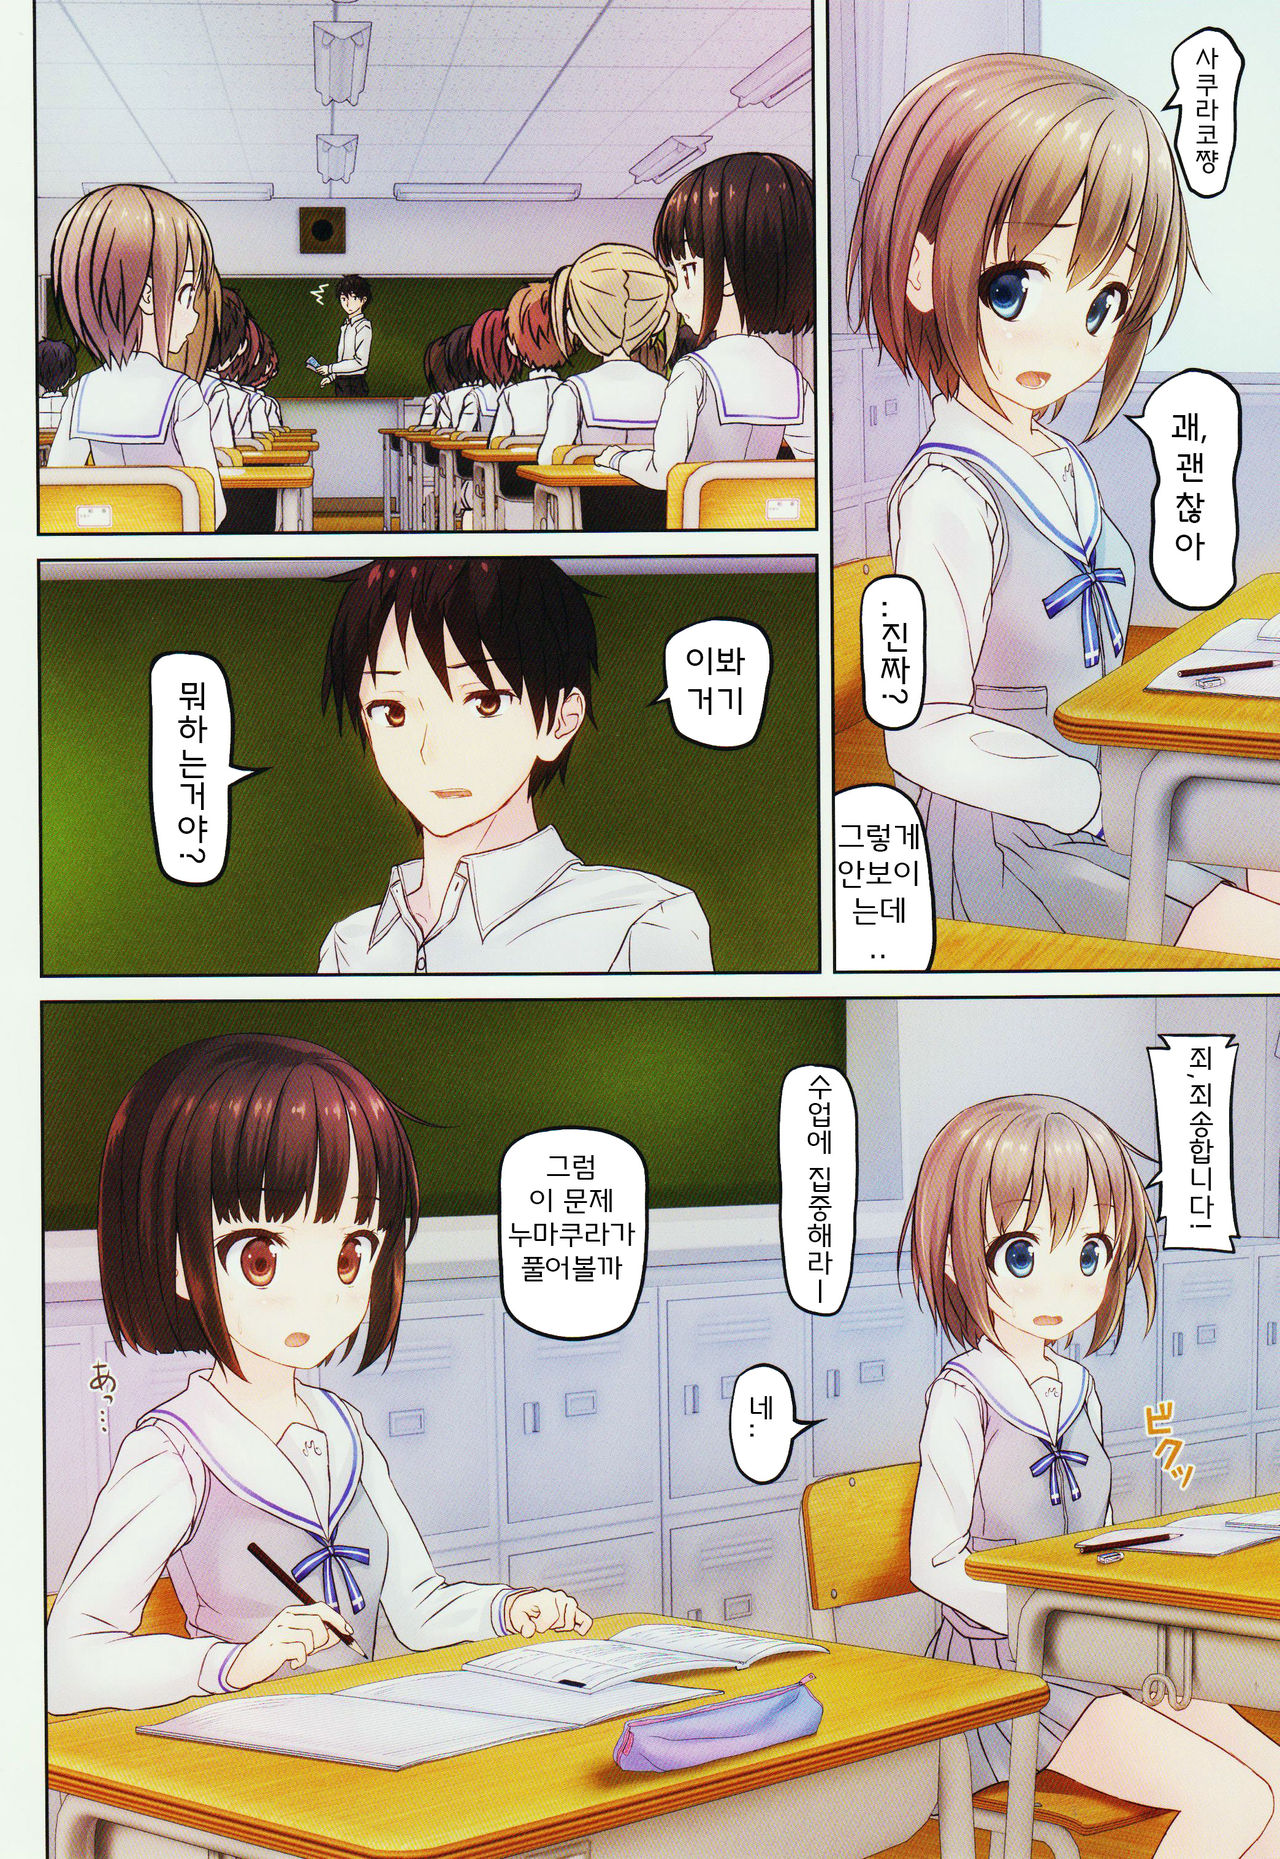 사쿠라코쨩
괘, 괜찮아
..진짜?
그렇게
안보이
는데
..
이봐
거기
뭐하는거야?
죄,죄송합니다!
수업에 집중해라ー
그럼
이 문제
누마쿠라가
풀어볼까
네..
ビクッ
あっ…